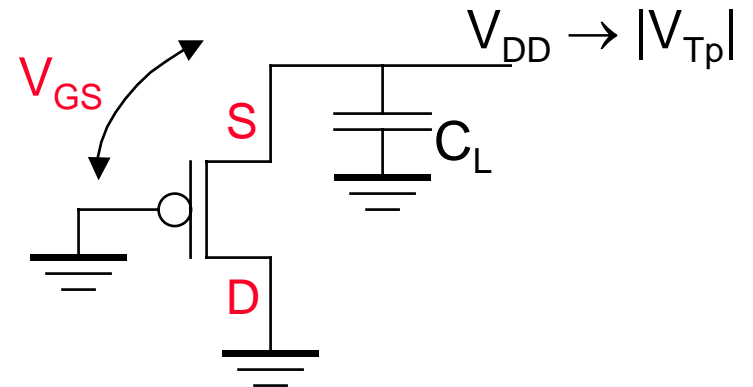 V_DD → |V_Tp|
V_GS
S
C_L
D